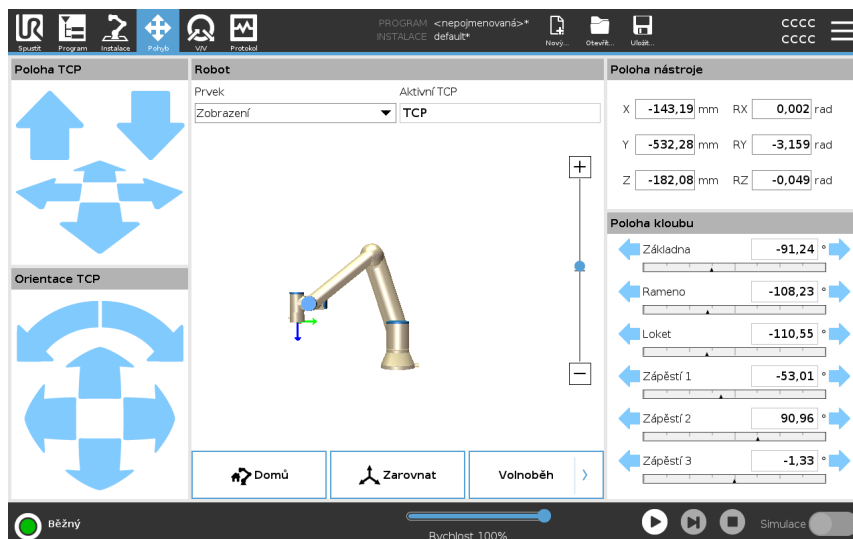 UR
PROGRAM <nepojmenovaná>*
INSTALACE default*
CCCC
CCCC
Spustit Program Instalace Pohyb V/V Protokol Nový... Otevřít... Uložit...
Poloha TCP
Robot
Prvek
Aktivní TCP
Zobrazení
TCP
Poloha nástroje
X -143,19 mm RX 0,002 rad
Y -532,28 mm RY -3,159 rad
Z -182,08 mm RZ -0,049 rad
Poloha kloubu
Základna -91,24 °
Rameno -108,23 °
Loket -110,55 °
Zápěstí 1 -53,01 °
Zápěstí 2 90,96 °
Zápěstí 3 -1,33 °
Orientace TCP
Domů
Zarovnat
Volnoběh
Běžný
Rychlost 100%
Simulace